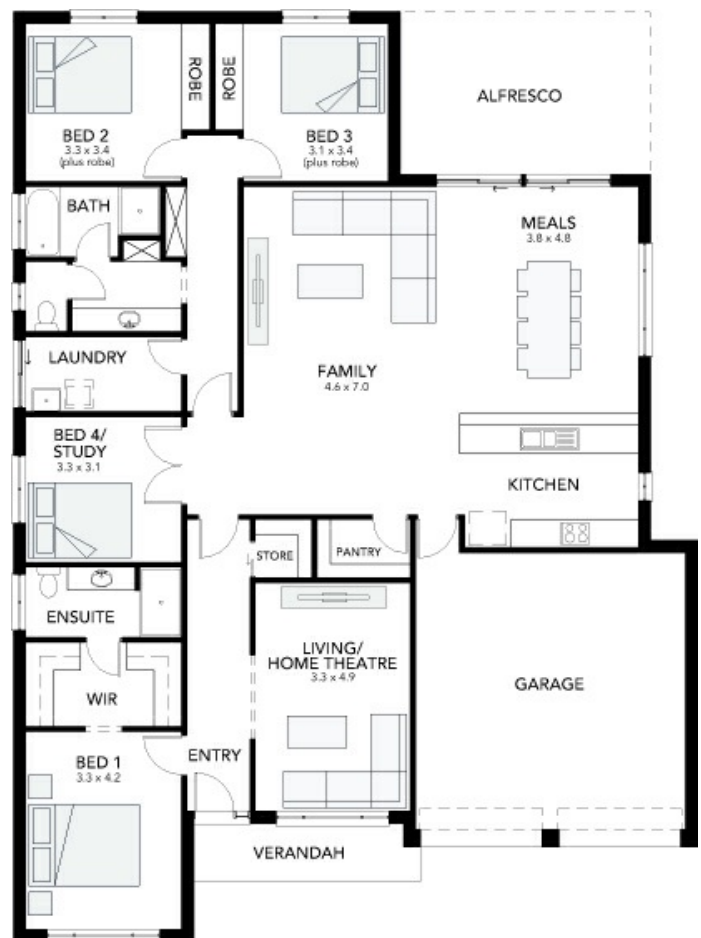 ROBE
ROBE
ALFRESCO
BED 2
3.3 x 3.4
(plus robe)
BED 3
3.1 x 3.4
(plus robe)
BATH
MEALS
3.8 x 4.8
LAUNDRY
FAMILY
4.6 x 7.0
BED 4/
STUDY
3.3 x 3.1
KITCHEN
STORE
PANTRY
ENSUITE
LIVING/
HOME THEATRE
3.3 x 4.9
WIR
GARAGE
BED 1
3.3 x 4.2
ENTRY
VERANDAH